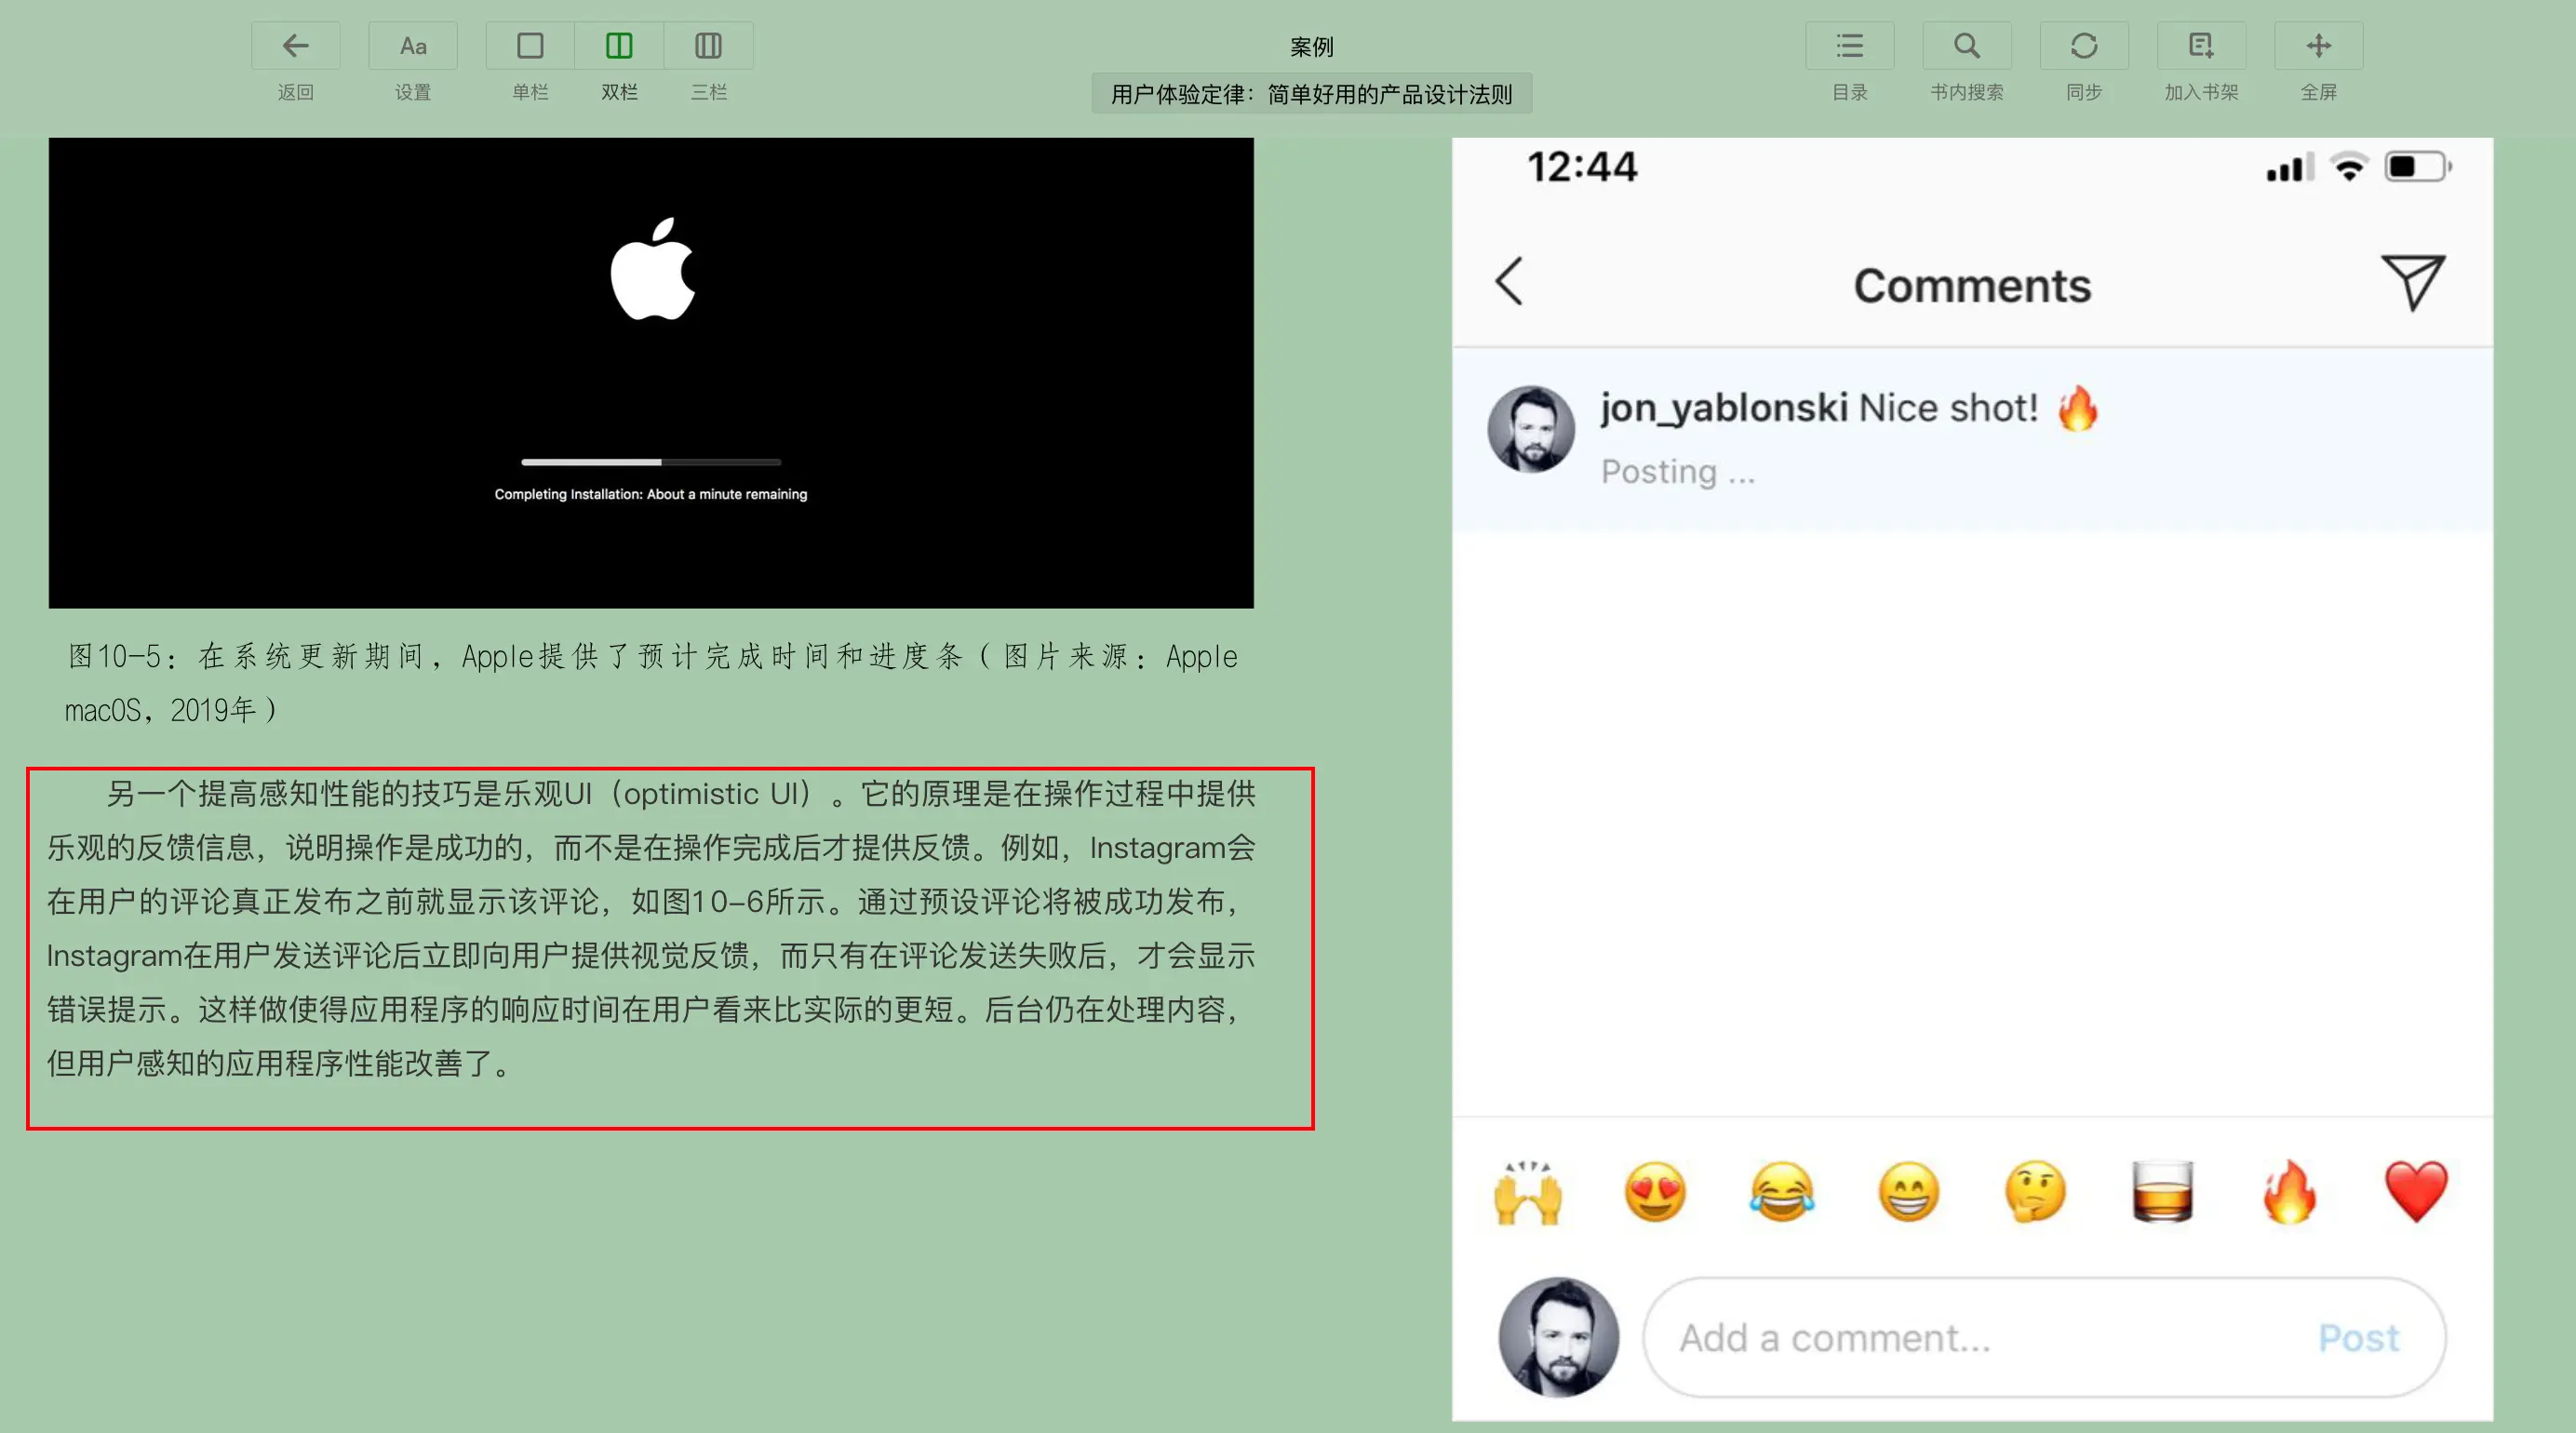 返回
Aa
设置
单栏
双栏
三栏
案例
用户体验定律：简单好用的产品设计法则
目录
书内搜索
同步
加入书架
全屏
Completing Installation: About a minute remaining
图10-5：在系统更新期间，Apple提供了预计完成时间和进度条（图片来源：Apple
macOS，2019年）
另一个提高感知性能的技巧是乐观UI（optimistic UI）。它的原理是在操作过程中提供
乐观的反馈信息，说明操作是成功的，而不是在操作完成后才提供反馈。例如，Instagram会
在用户的评论真正发布之前就显示该评论，如图10-6所示。通过预设评论将被成功发布，
Instagram在用户发送评论后立即向用户提供视觉反馈，而只有在评论发送失败后，才会显示
错误提示。这样做使得应用程序的响应时间在用户看来比实际的更短。后台仍在处理内容，
但用户感知的应用程序性能改善了。
12:44
Comments
jon_yablonski Nice shot! 🔥
Posting ...
Add a comment...
Post